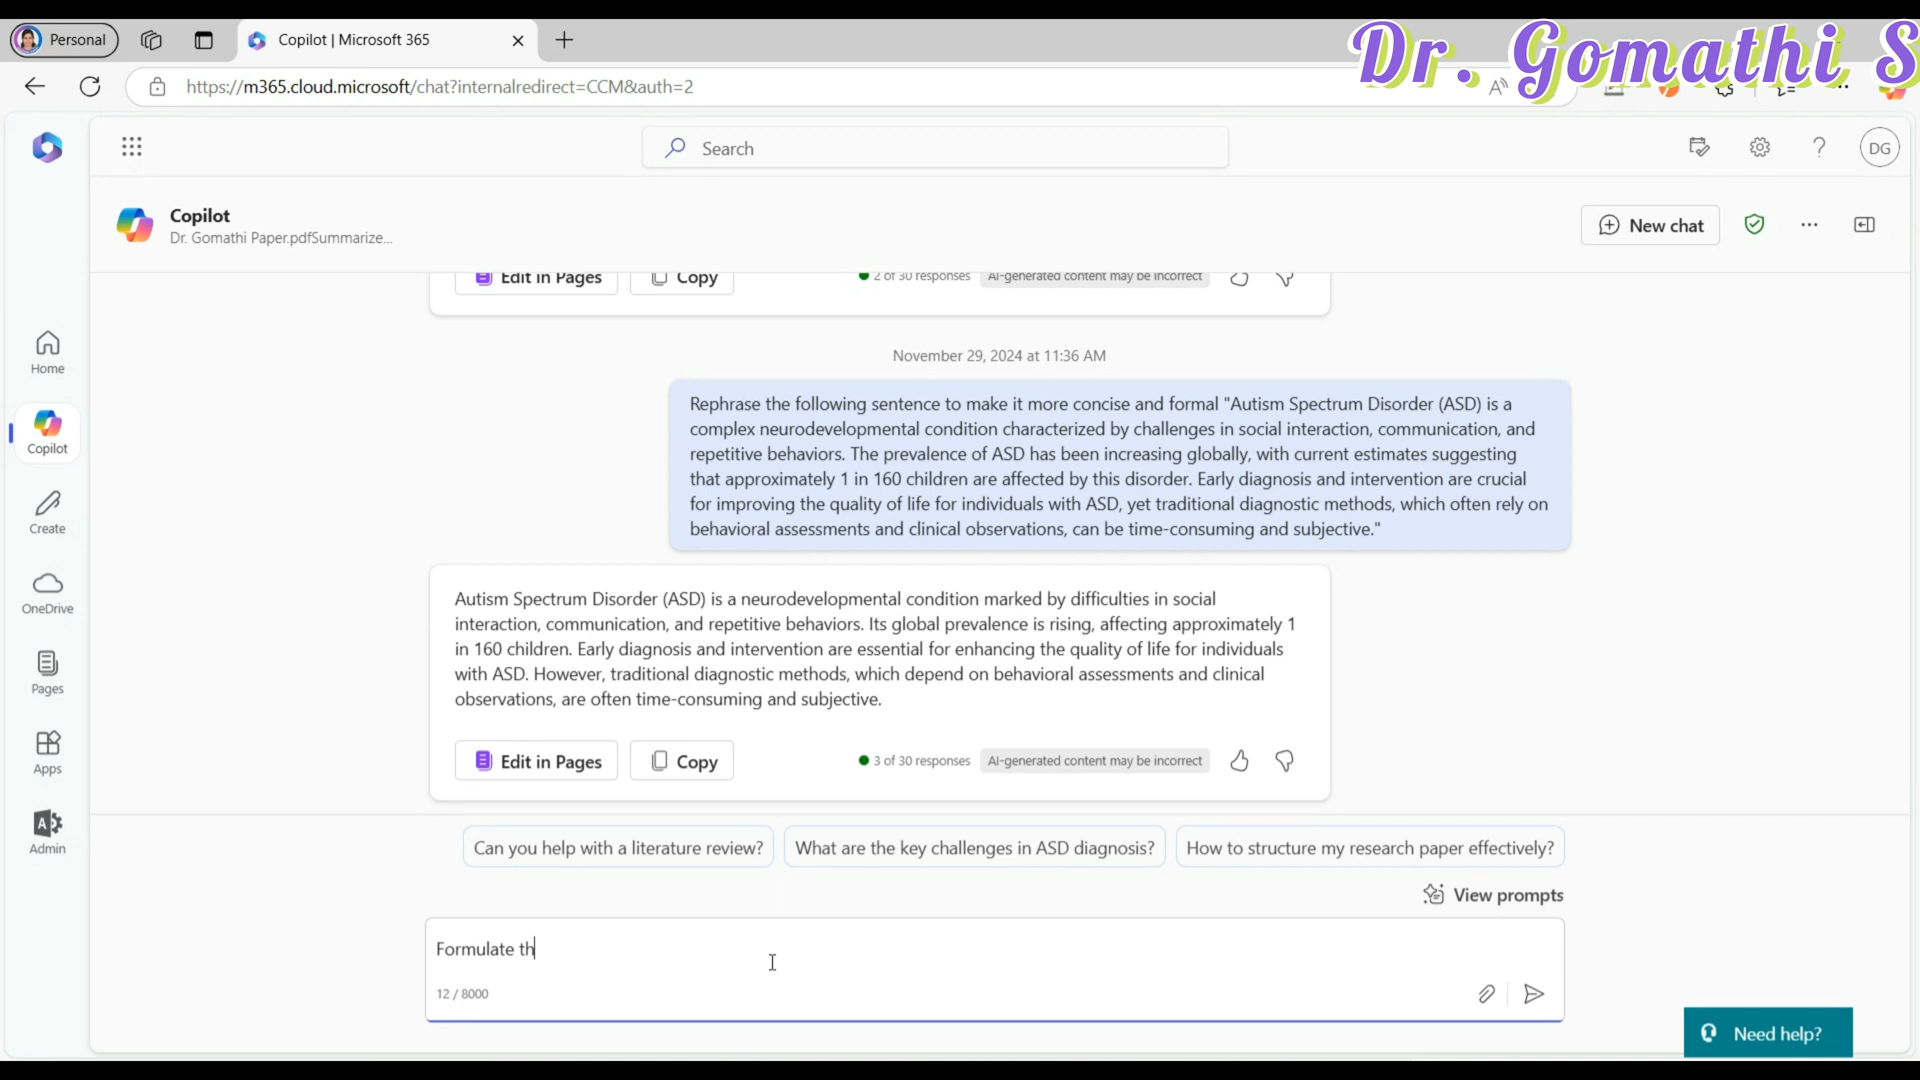 Personal
Copilot | Microsoft 365
Dr. Gomathi S
https://m365.cloud.microsoft/chat?internalredirect=CCM&auth=2
Search
DG
Copilot
Dr. Gomathi Paper.pdfSummarize...
New chat
Edit in Pages
Copy
2 of 30 responses
AI-generated content may be incorrect
November 29, 2024 at 11:36 AM
Rephrase the following sentence to make it more concise and formal "Autism Spectrum Disorder (ASD) is a
complex neurodevelopmental condition characterized by challenges in social interaction, communication, and
repetitive behaviors. The prevalence of ASD has been increasing globally, with current estimates suggesting
that approximately 1 in 160 children are affected by this disorder. Early diagnosis and intervention are crucial
for improving the quality of life for individuals with ASD, yet traditional diagnostic methods, which often rely on
behavioral assessments and clinical observations, can be time-consuming and subjective."
Autism Spectrum Disorder (ASD) is a neurodevelopmental condition marked by difficulties in social
interaction, communication, and repetitive behaviors. Its global prevalence is rising, affecting approximately 1
in 160 children. Early diagnosis and intervention are essential for enhancing the quality of life for individuals
with ASD. However, traditional diagnostic methods, which depend on behavioral assessments and clinical
observations, are often time-consuming and subjective.
Edit in Pages
Copy
3 of 30 responses
AI-generated content may be incorrect
Home
Copilot
Create
OneDrive
Pages
Apps
Admin
Can you help with a literature review?
What are the key challenges in ASD diagnosis?
How to structure my research paper effectively?
View prompts
Formulate th
12 / 8000
Need help?